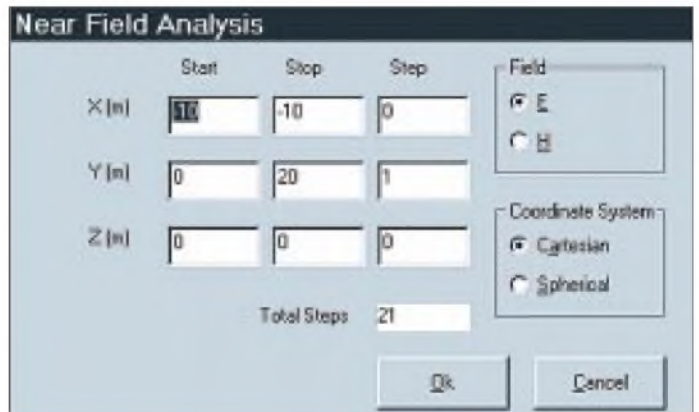 Near Field Analysis
Start Stop Step
X [m] -10 -10 0
Y [m] 0 20 1
Z [m] 0 0 0
Total Steps 21
Field
E
H
Coordinate System
Cartesian
Spherical
Ok Cancel